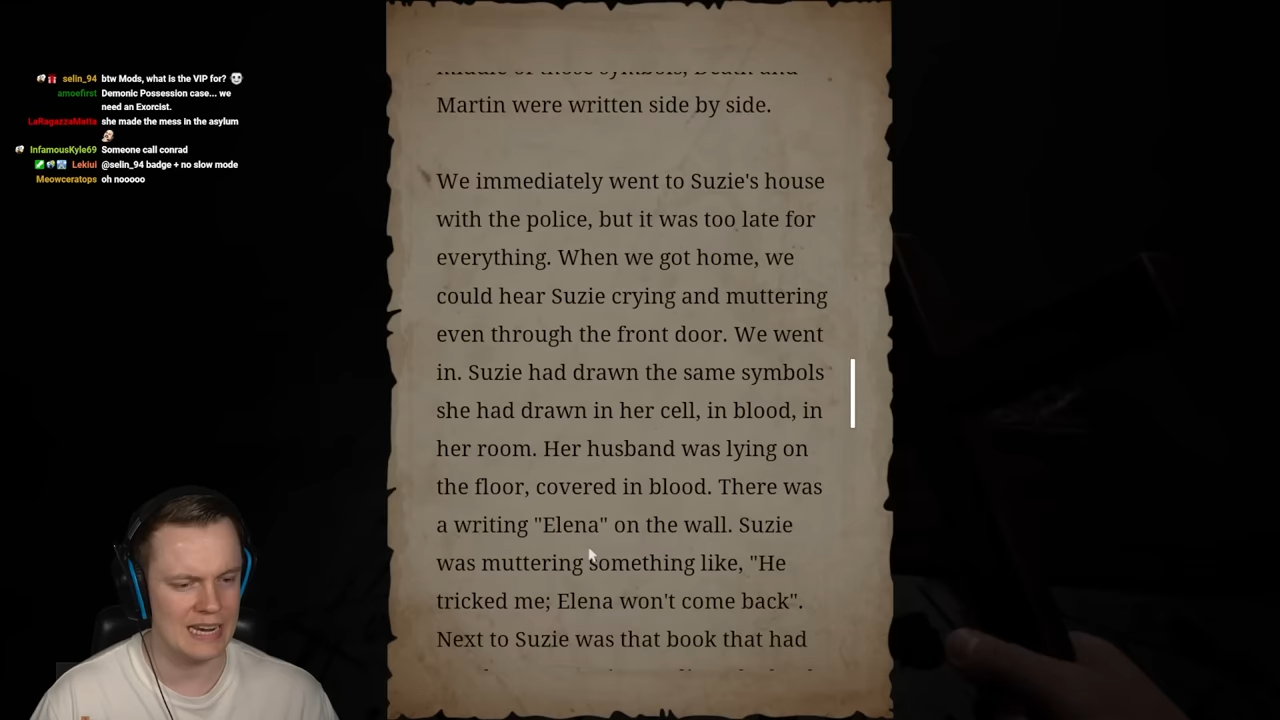 selin_94 btw Mods, what is the VIP for?
amoefirst Demonic Possession case... we
need an Exorcist.
LaRagazzaMatta she made the mess in the asylum
InfamousKyle69 Someone call conrad
Lekiui @selin_94 badge + no slow mode
Meowceratops oh nooooo
middle of those symbols, Death and
Martin were written side by side.
We immediately went to Suzie's house
with the police, but it was too late for
everything. When we got home, we
could hear Suzie crying and muttering
even through the front door. We went
in. Suzie had drawn the same symbols
she had drawn in her cell, in blood, in
her room. Her husband was lying on
the floor, covered in blood. There was
a writing "Elena" on the wall. Suzie
was muttering something like, "He
tricked me; Elena won't come back".
Next to Suzie was that book that had